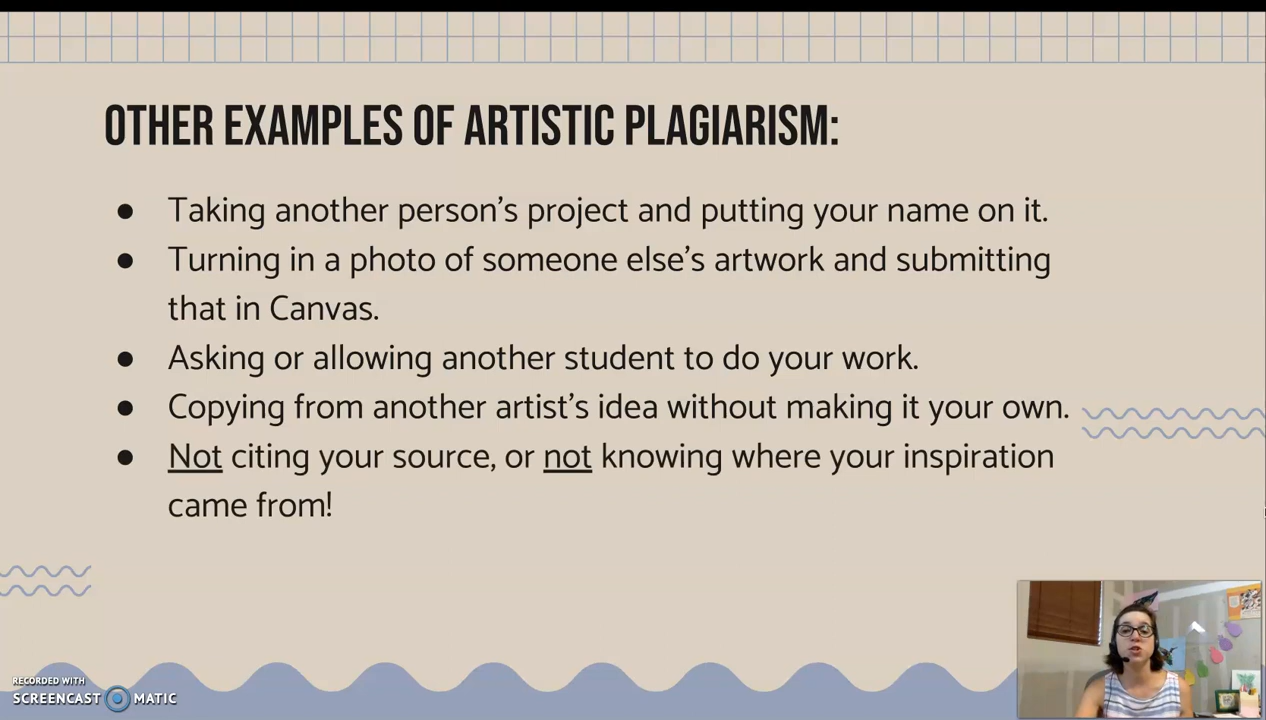 OTHER EXAMPLES OF ARTISTIC PLAGIARISM:
● Taking another person's project and putting your name on it.
● Turning in a photo of someone else's artwork and submitting
that in Canvas.
● Asking or allowing another student to do your work.
● Copying from another artist's idea without making it your own.
● Not citing your source, or not knowing where your inspiration
came from!
RECORDED WITH
SCREENCAST MATIC